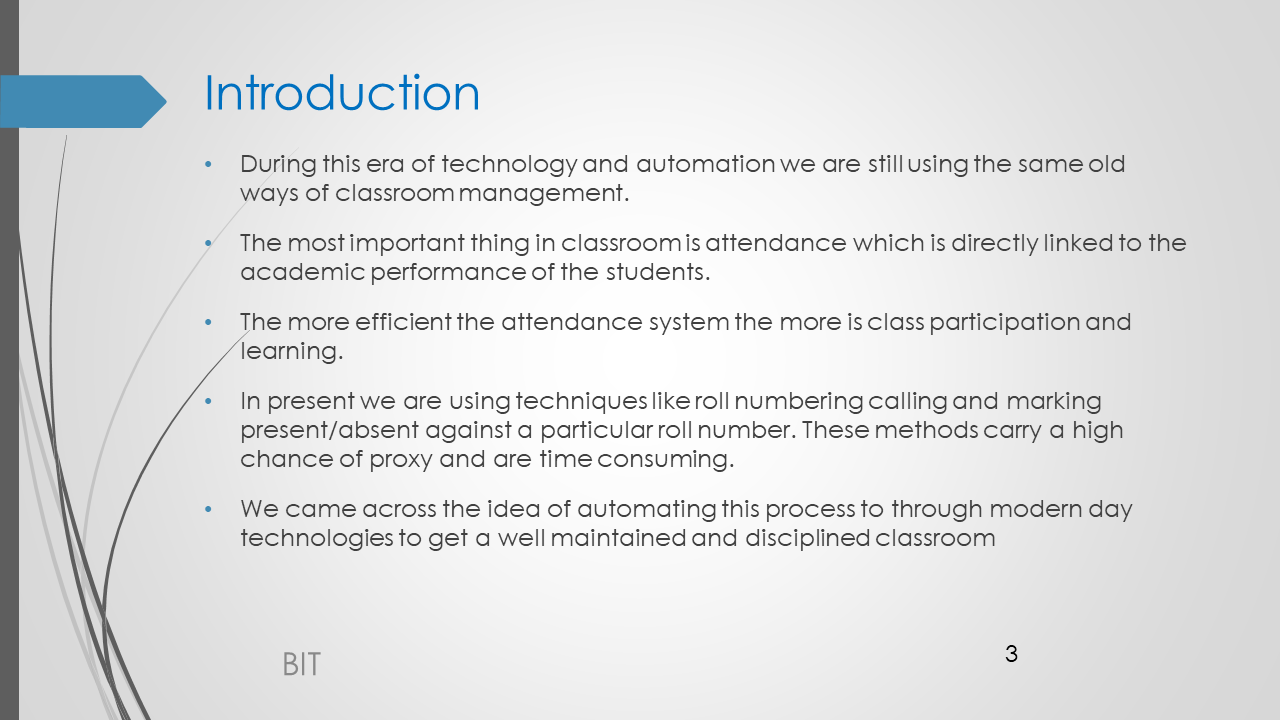 Introduction
• During this era of technology and automation we are still using the same old
ways of classroom management.
• The most important thing in classroom is attendance which is directly linked to the
academic performance of the students.
• The more efficient the attendance system the more is class participation and
learning.
• In present we are using techniques like roll numbering calling and marking
present/absent against a particular roll number. These methods carry a high
chance of proxy and are time consuming.
• We came across the idea of automating this process to through modern day
technologies to get a well maintained and disciplined classroom
BIT
3